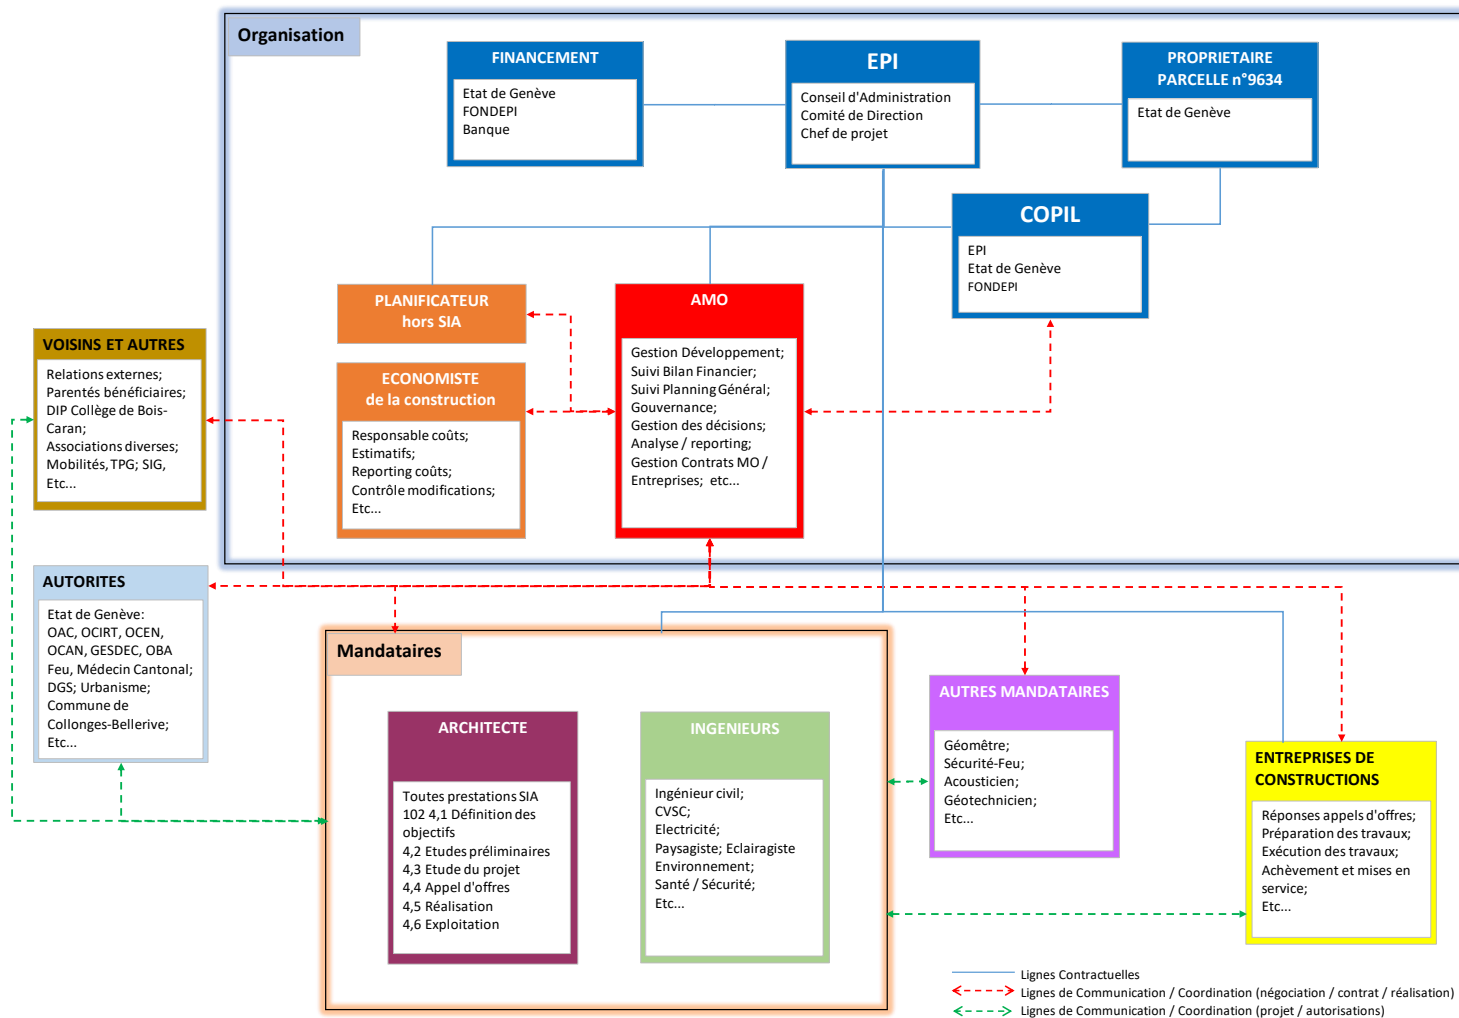 Organisation
FINANCEMENT
Etat de Genève
FONDEPI
Banque
EPI
Conseil d'Administration
Comité de Direction
Chef de projet
PROPRIETAIRE
PARCELLE n°9634
Etat de Genève
COPIL
EPI
Etat de Genève
FONDEPI
PLANIFICATEUR
hors SIA
ECONOMISTE
de la construction
Responsable coûts;
Estimatifs;
Reporting coûts;
Contrôle modifications;
Etc...
AMO
Gestion Développement;
Suivi Bilan Financier;
Suivi Planning Général;
Gouvernance;
Gestion des décisions;
Analyse / reporting;
Gestion Contrats MO /
Entreprises; etc...
VOISINS ET AUTRES
Relations externes;
Parentés bénéficiaires;
DIP Collège de Bois-
Caran;
Associations diverses;
Mobilités, TPG; SIG,
Etc...
AUTORITES
Etat de Genève:
OAC, OCIRT, OCEN,
OCAN, GESDEC, OBA
Feu, Médecin Cantonal;
DGS; Urbanisme;
Commune de
Collonges-Bellerive;
Etc...
Mandataires
ARCHITECTE
Toutes prestations SIA
102 4,1 Définition des
objectifs
4,2 Etudes préliminaires
4,3 Etude du projet
4,4 Appel d'offres
4,5 Réalisation
4,6 Exploitation
INGENIEURS
Ingénieur civil;
CVSC;
Electricité;
Paysagiste; Eclairagiste
Environnement;
Santé / Sécurité;
Etc...
AUTRES MANDATAIRES
Géomêtre;
Sécurité-Feu;
Acousticien;
Géotechnicien;
Etc...
ENTREPRISES DE
CONSTRUCTIONS
Réponses appels d'offres;
Préparation des travaux;
Exécution des travaux;
Achèvement et mises en
service;
Etc...
Lignes Contractuelles
Lignes de Communication / Coordination (négociation / contrat / réalisation)
Lignes de Communication / Coordination (projet / autorisations)